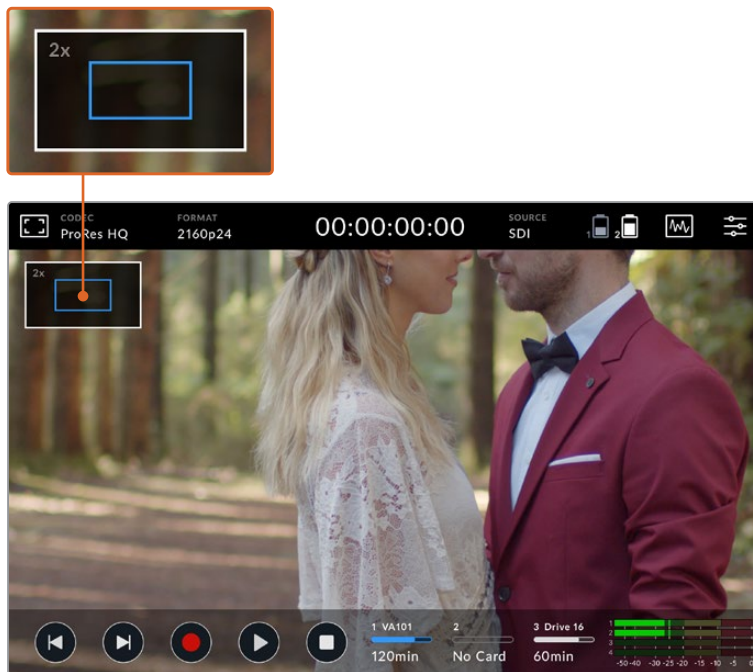 2x
CODEC
ProRes HQ
FORMAT
2160p24
00:00:00:00
SOURCE
SDI
1
2
2x
1 VA101
120min
2
No Card
3 Drive 16
60min
1
2
3
4
-50 -40 -30 -25 -20 -15 -10 -5